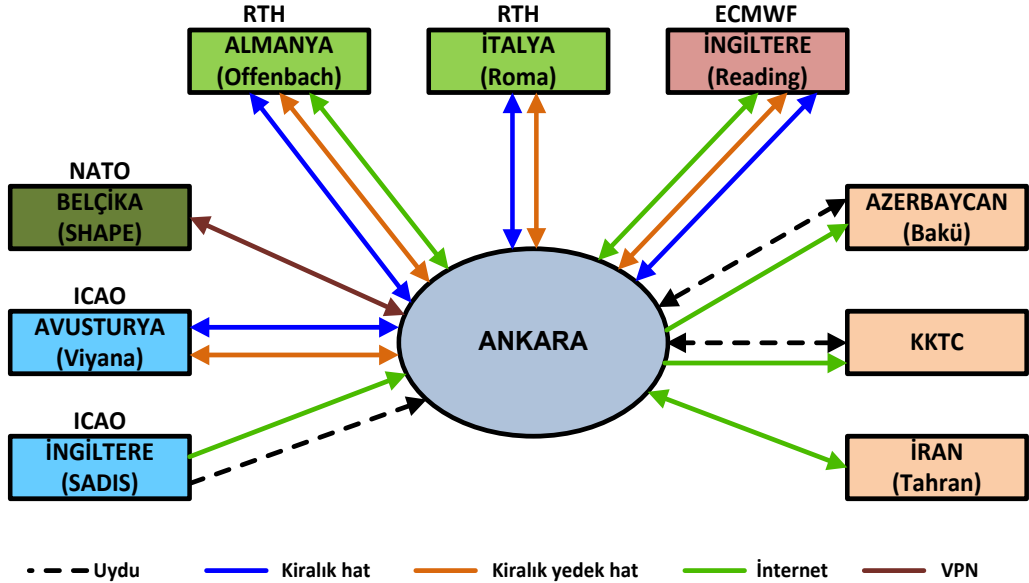 RTH
ALMANYA
(Offenbach)
RTH
İTALYA
(Roma)
ECMWF
İNGİLTERE
(Reading)
NATO
BELÇİKA
(SHAPE)
ICAO
AVUSTURYA
(Viyana)
ICAO
İNGİLTERE
(SADIS)
ANKARA
AZERBAYCAN
(Bakü)
KKTC
İRAN
(Tahran)
Uydu
Kiralık hat
Kiralık yedek hat
İnternet
VPN